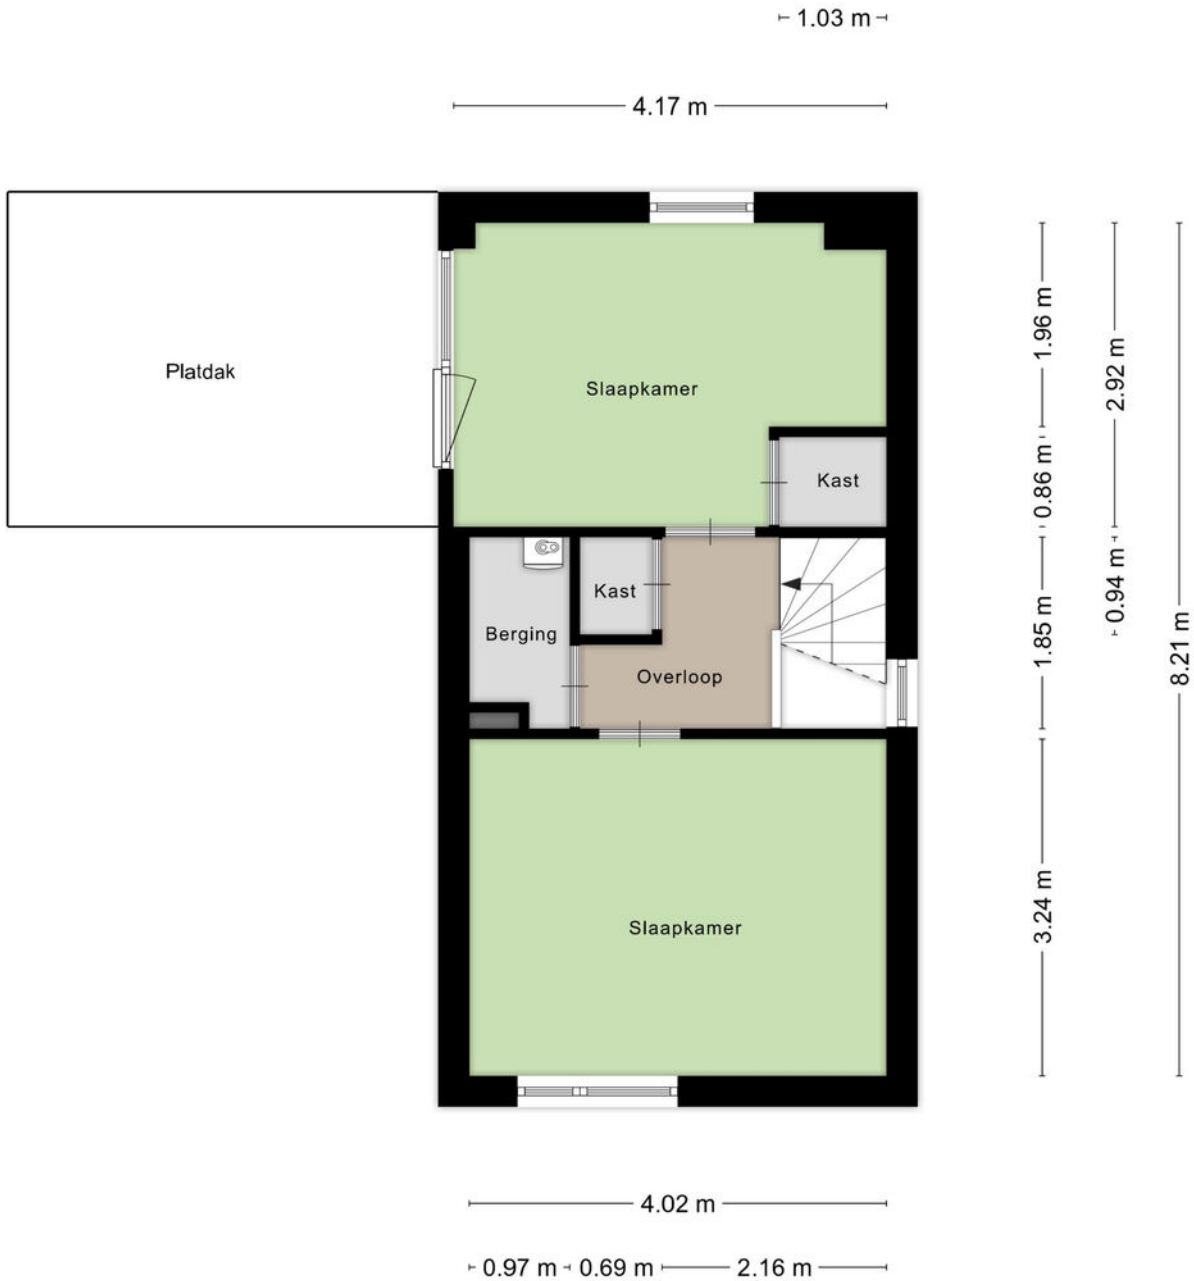 1.03 m
4.17 m
Platdak
Slaapkamer
1.96 m
2.92 m
Kast
0.86 m
Kast
Berging
Overloop
1.85 m
0.94 m
8.21 m
Slaapkamer
3.24 m
4.02 m
0.97 m
0.69 m
2.16 m